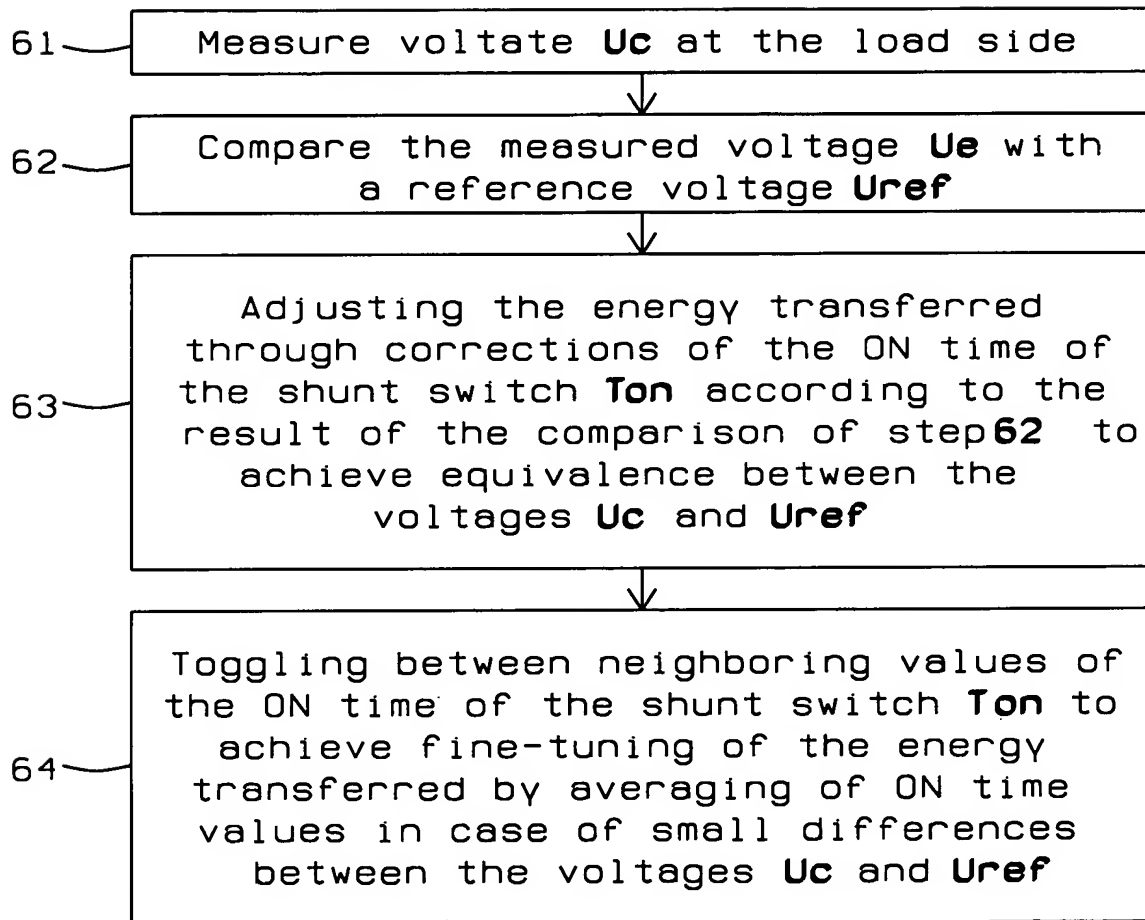 61
Measure voltate Uc at the load side
62
Compare the measured voltage Ue with
a reference voltage Uref
63
Adjusting the energy transferred
through corrections of the ON time of
the shunt switch Ton according to the
result of the comparison of step62 to
achieve equivalence between the
voltages Uc and Uref
64
Toggling between neighboring values of
the ON time of the shunt switch Ton to
achieve fine-tuning of the energy
transferred by averaging of ON time
values in case of small differences
between the voltages Uc and Uref